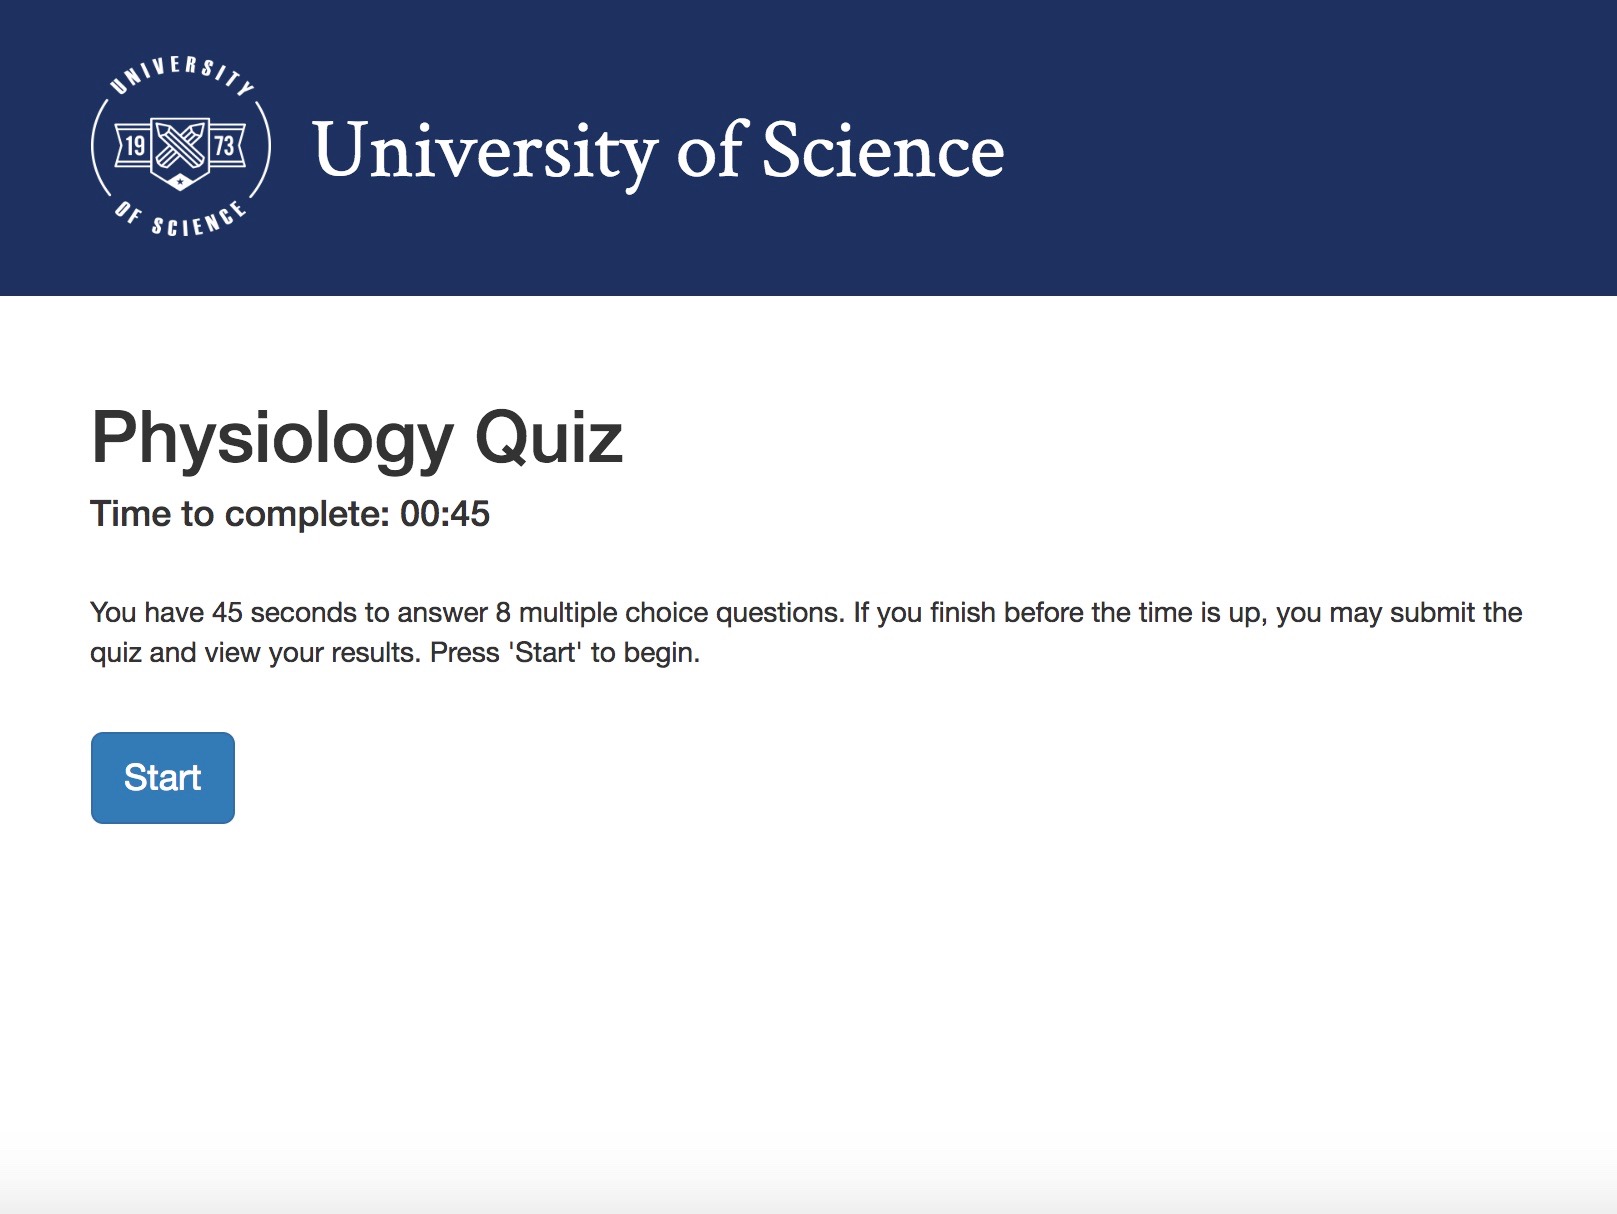 UNIVERSITY
19 73
OF SCIENCE
University of Science
Physiology Quiz
Time to complete: 00:45
You have 45 seconds to answer 8 multiple choice questions. If you finish before the time is up, you may submit the
quiz and view your results. Press 'Start' to begin.
Start